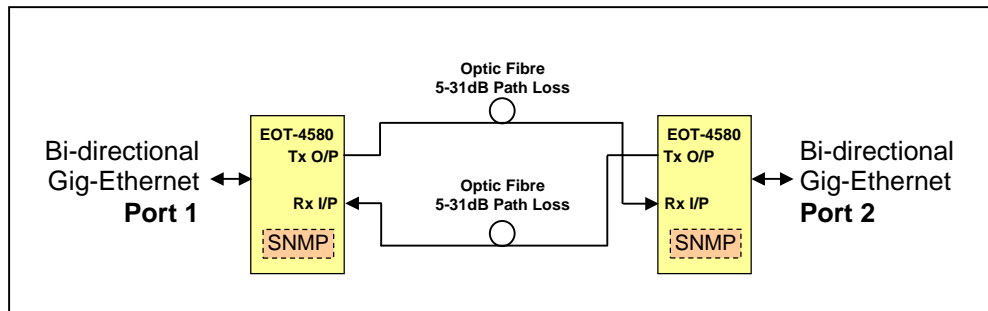 Optic Fibre
5-31dB Path Loss
Bi-directional
Gig-Ethernet
Port 1
EOT-4580
Tx O/P
Rx I/P
SNMP
Optic Fibre
5-31dB Path Loss
EOT-4580
Tx O/P
Rx I/P
SNMP
Bi-directional
Gig-Ethernet
Port 2